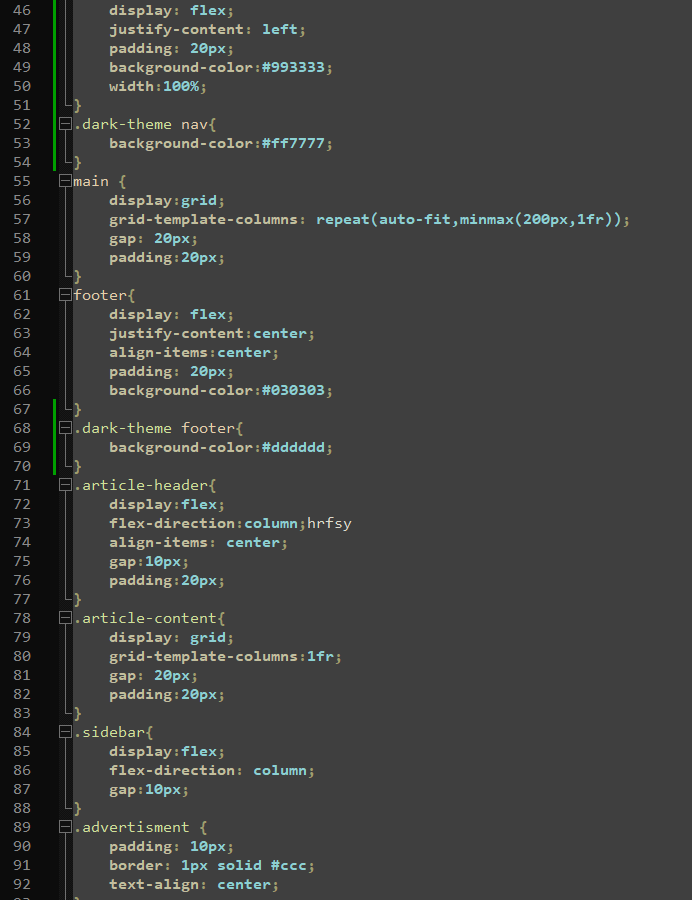 46 display: flex;
47 justify-content: left;
48 padding: 20px;
49 background-color:#993333;
50 width:100%;
51 }
52 .dark-theme nav{
53 background-color:#ff7777;
54 }
55 main {
56 display:grid;
57 grid-template-columns: repeat(auto-fit,minmax(200px,1fr));
58 gap: 20px;
59 padding:20px;
60 }
61 footer{
62 display: flex;
63 justify-content:center;
64 align-items:center;
65 padding: 20px;
66 background-color:#030303;
67 }
68 .dark-theme footer{
69 background-color:#dddddd;
70 }
71 .article-header{
72 display:flex;
73 flex-direction:column;hrfsy
74 align-items: center;
75 gap:10px;
76 padding:20px;
77 }
78 .article-content{
79 display: grid;
80 grid-template-columns:1fr;
81 gap: 20px;
82 padding:20px;
83 }
84 .sidebar{
85 display:flex;
86 flex-direction: column;
87 gap:10px;
88 }
89 .advertisment {
90 padding: 10px;
91 border: 1px solid #ccc;
92 text-align: center;